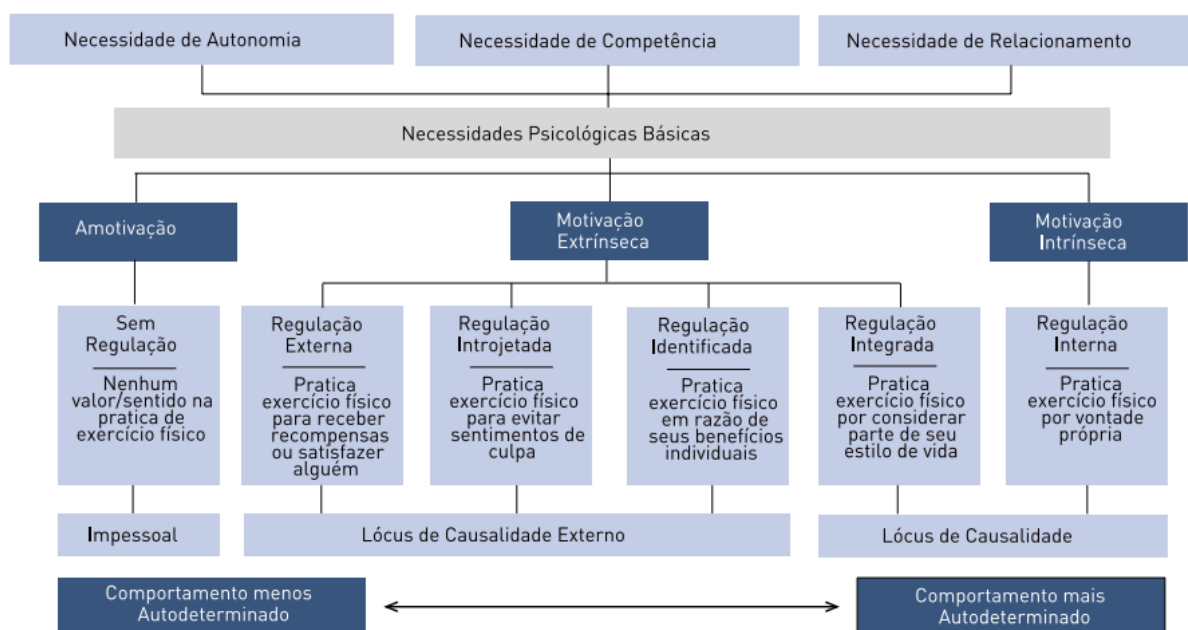 Necessidade de Autonomia
Necessidade de Competência
Necessidade de Relacionamento
Necessidades Psicológicas Básicas
Amotivação
Motivação
Extrínseca
Motivação
Intrínseca
Sem
Regulação
Nenhum
valor/sentido na
pratica de
exercício físico
Regulação
Externa
Pratica
exercício físico
para receber
recompensas
ou satisfazer
alguém
Regulação
Introjetada
Pratica
exercício físico
para evitar
sentimentos de
culpa
Regulação
Identificada
Pratica
exercício físico
em razão de
seus benefícios
individuais
Regulação
Integrada
Pratica
exercício físico
por considerar
parte de seu
estilo de vida
Regulação
Interna
Pratica
exercício físico
por vontade
própria
Impessoal
Lócus de Causalidade Externo
Lócus de Causalidade
Comportamento menos
Autodeterminado
Comportamento mais
Autodeterminado